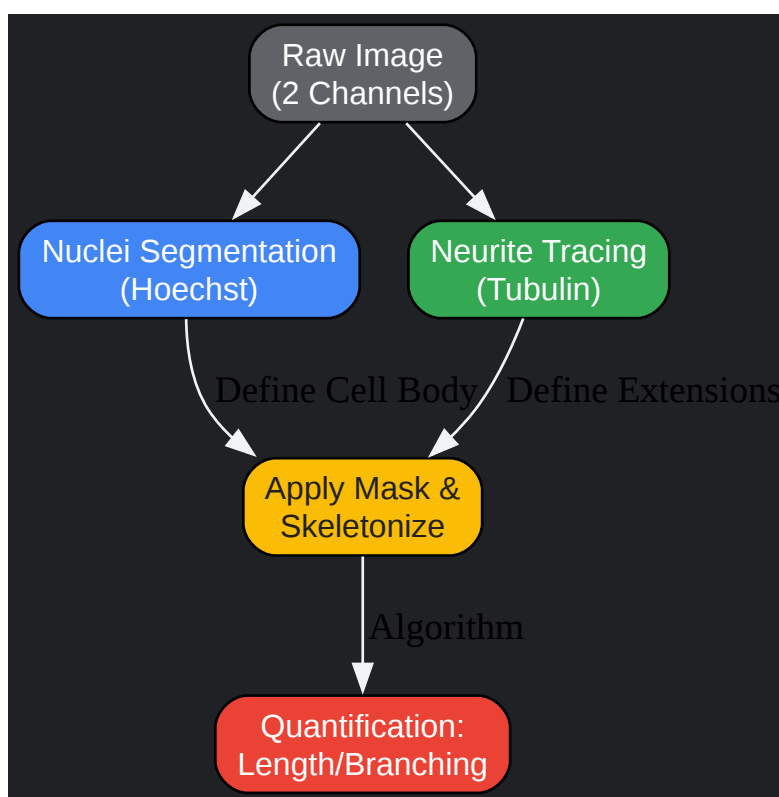 Raw Image
(2 Channels)
Nuclei Segmentation
(Hoechst)
Neurite Tracing
(Tubulin)
Define Cell Body
Define Extensions
Apply Mask &
Skeletonize
Algorithm
Quantification:
Length/Branching